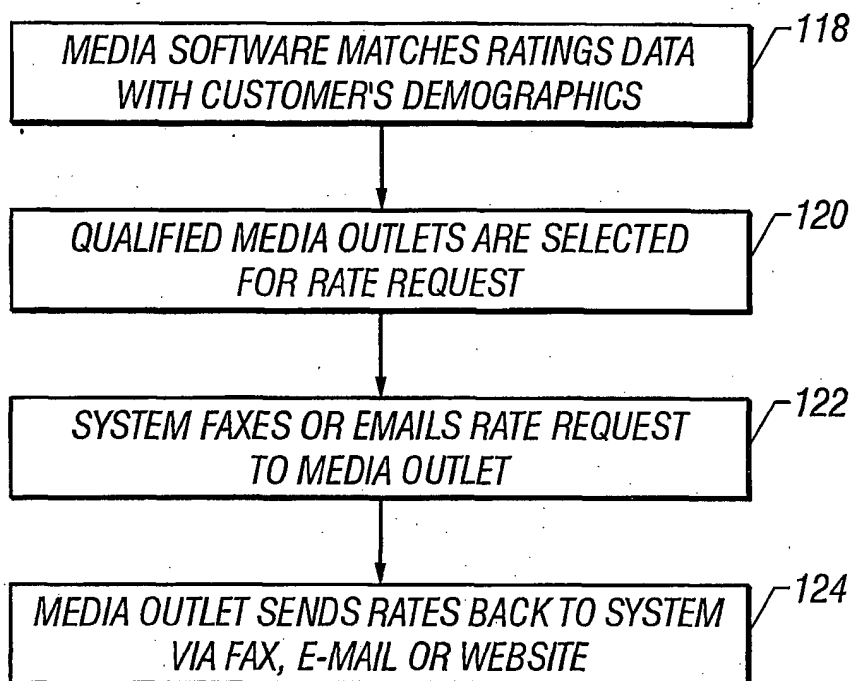 MEDIA SOFTWARE MATCHES RATINGS DATA
WITH CUSTOMER'S DEMOGRAPHICS
118
QUALIFIED MEDIA OUTLETS ARE SELECTED
FOR RATE REQUEST
120
SYSTEM FAXES OR EMAILS RATE REQUEST
TO MEDIA OUTLET
122
MEDIA OUTLET SENDS RATES BACK TO SYSTEM
VIA FAX, E-MAIL OR WEBSITE
124